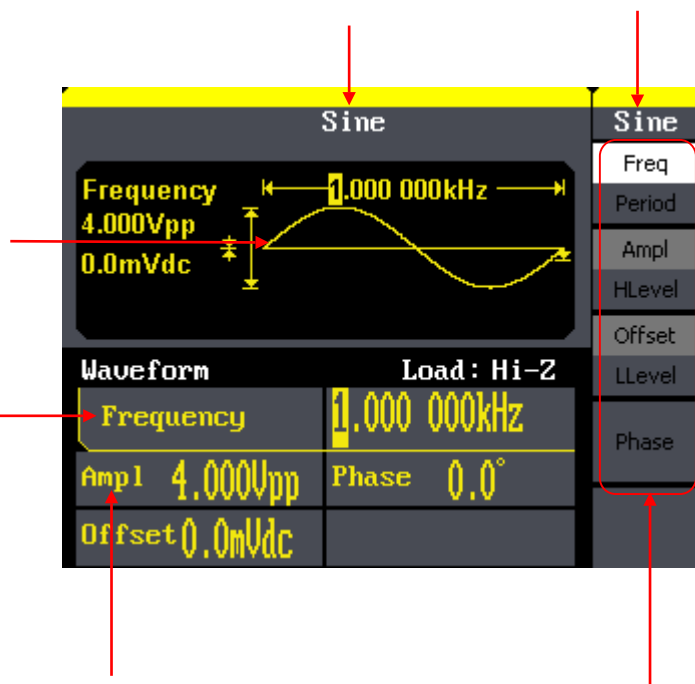 Sine
Sine
Frequency
1.000 000kHz
4.000Vpp
0.0mVdc
Freq
Period
Ampl
HLevel
Offset
LLevel
Phase
Waveform
Load: Hi-Z
Frequency
1.000 000kHz
Ampl 4.000Vpp
Phase 0.0°
Offset 0.0mVdc